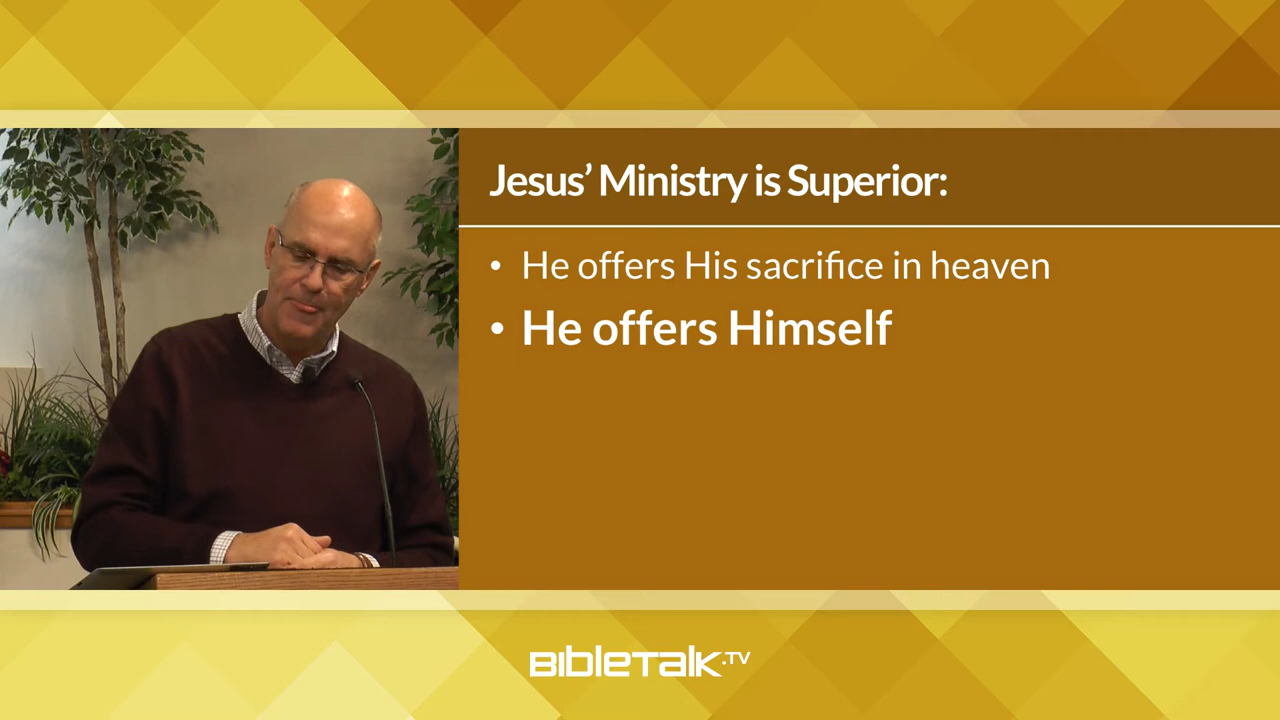 Jesus’ Ministry is Superior:
• He offers His sacrifice in heaven
• He offers Himself
BibleTalk.TV